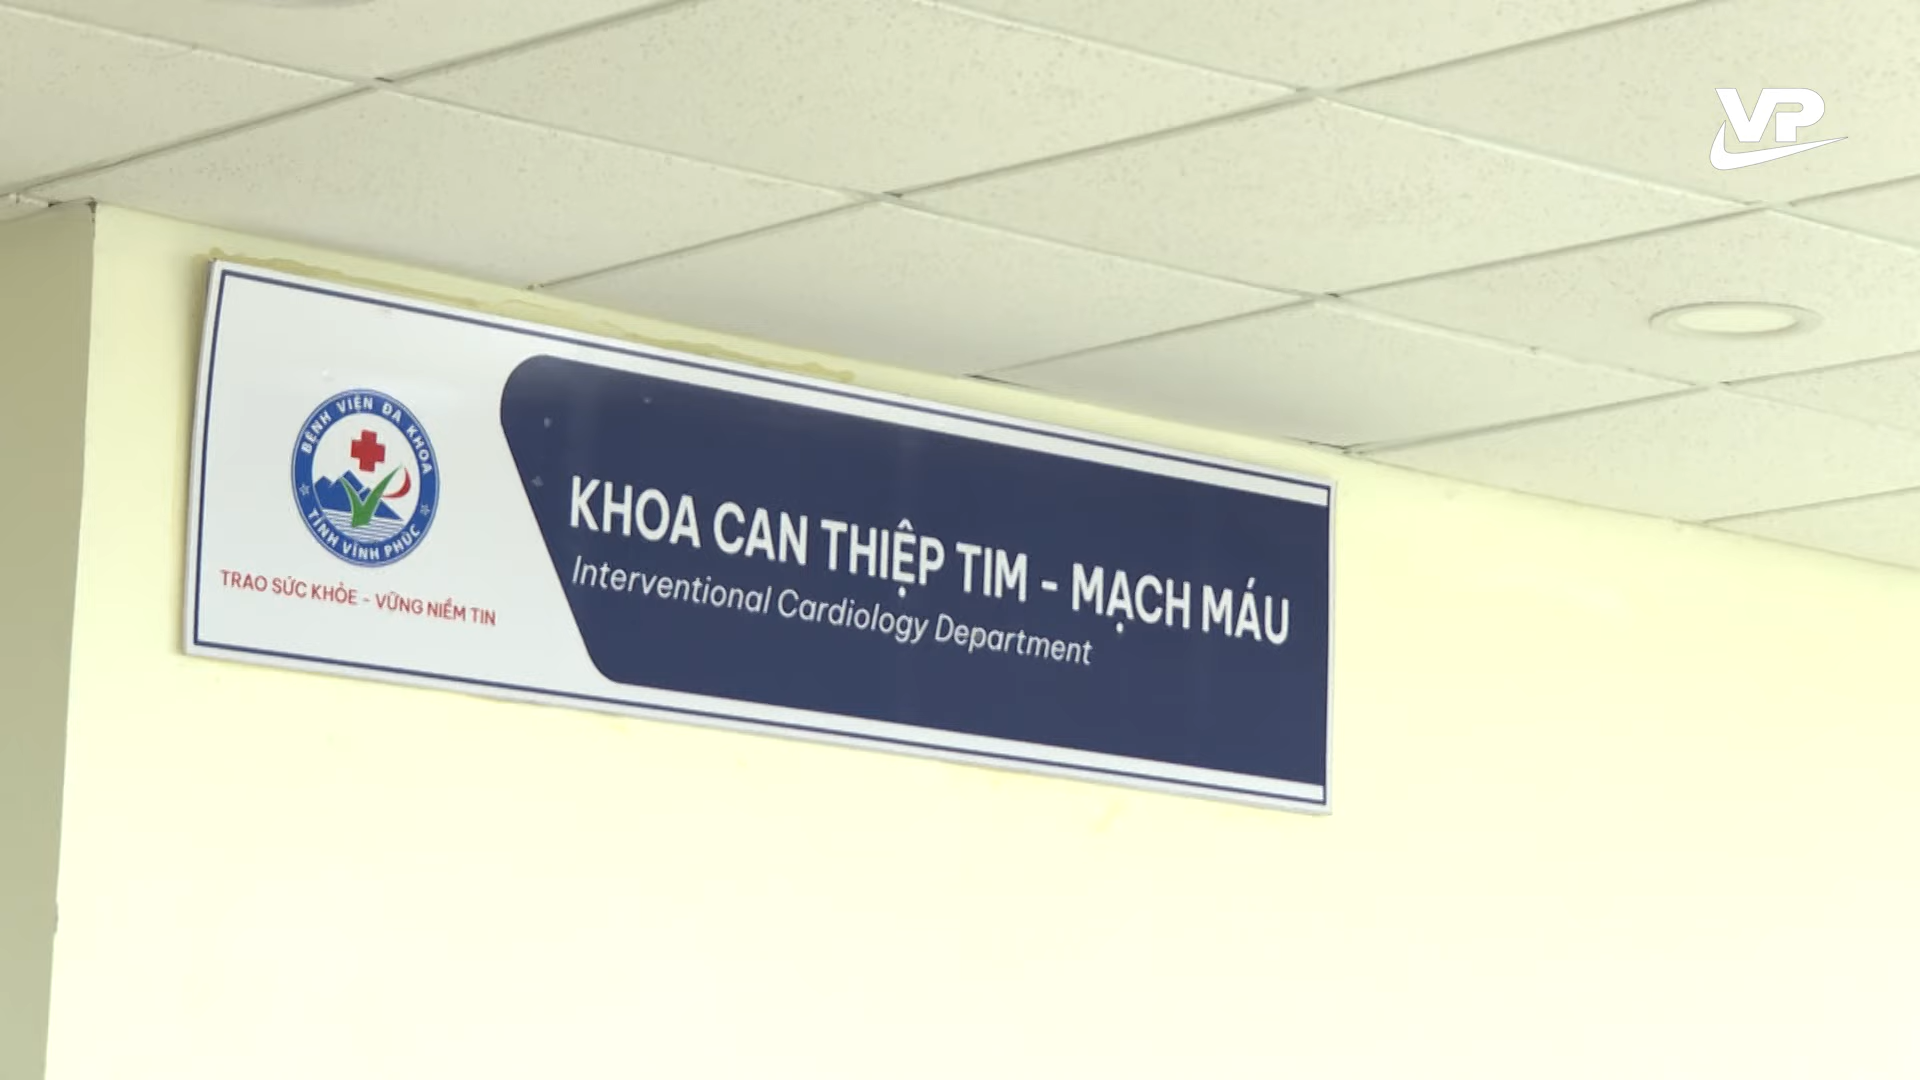 BỆNH VIỆN ĐA KHOA
TỈNH VĨNH PHÚC
TRAO SỨC KHỎE - VỮNG NIỀM TIN
KHOA CAN THIỆP TIM - MẠCH MÁU
Interventional Cardiology Department
VP